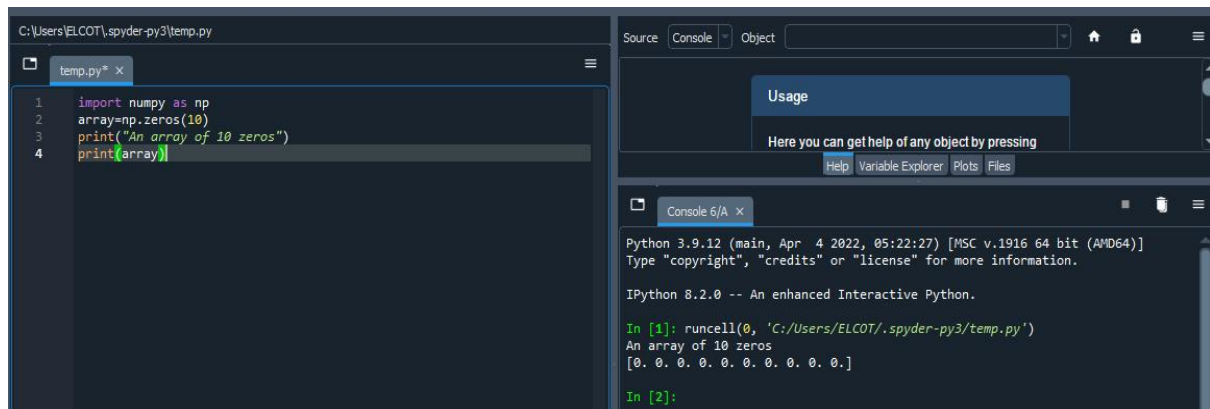 C:\Users\ELCOT\.spyder-py3\temp.py
temp.py* ×
1 import numpy as np
2 array=np.zeros(10)
3 print("An array of 10 zeros")
4 print(array)
Source Console Object
Usage
Here you can get help of any object by pressing
Help Variable Explorer Plots Files
Console 6/A ×
Python 3.9.12 (main, Apr  4 2022, 05:22:27) [MSC v.1916 64 bit (AMD64)]
Type "copyright", "credits" or "license" for more information.
IPython 8.2.0 -- An enhanced Interactive Python.
In [1]: runcell(0, 'C:/Users/ELCOT/.spyder-py3/temp.py')
An array of 10 zeros
[0. 0. 0. 0. 0. 0. 0. 0. 0. 0.]
In [2]: